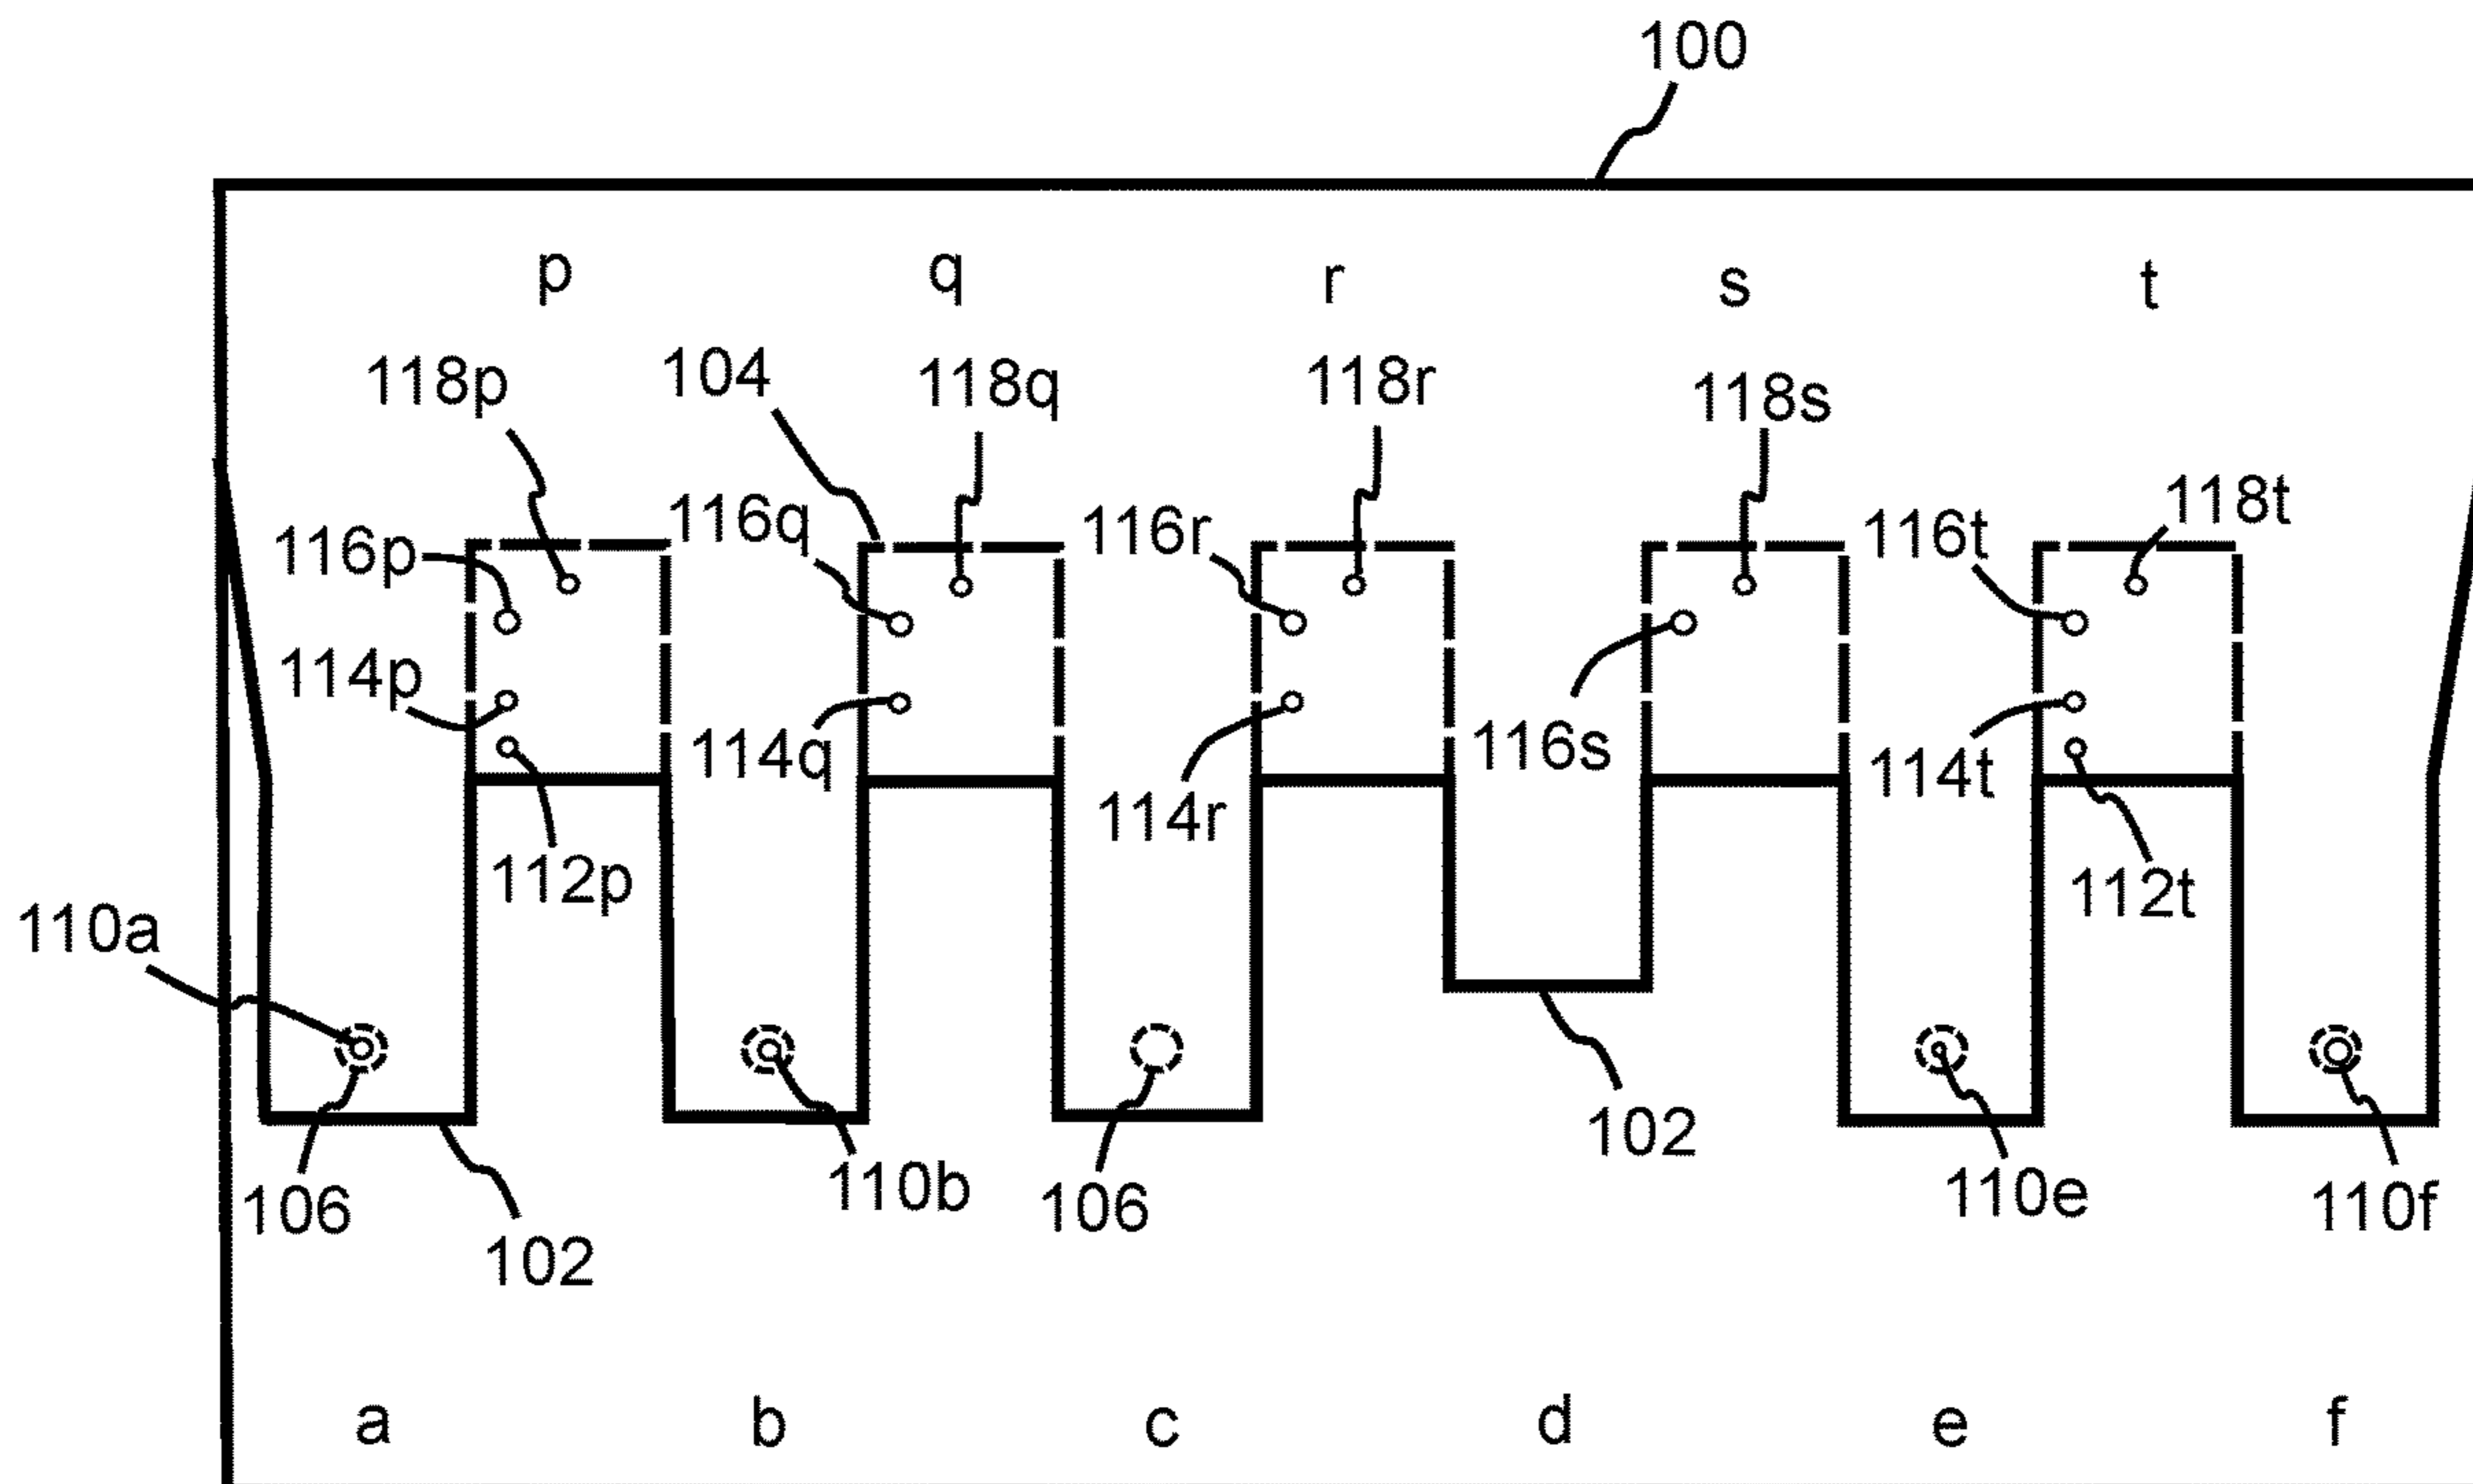 100
p q r s t
118p 104 118q 118r 118s
116p 116q 116r 116t 118t
114p 114q 114r 116s 114t
112p 112t
110a
106 102 110b 106 102 110e 110f
a b c d e f